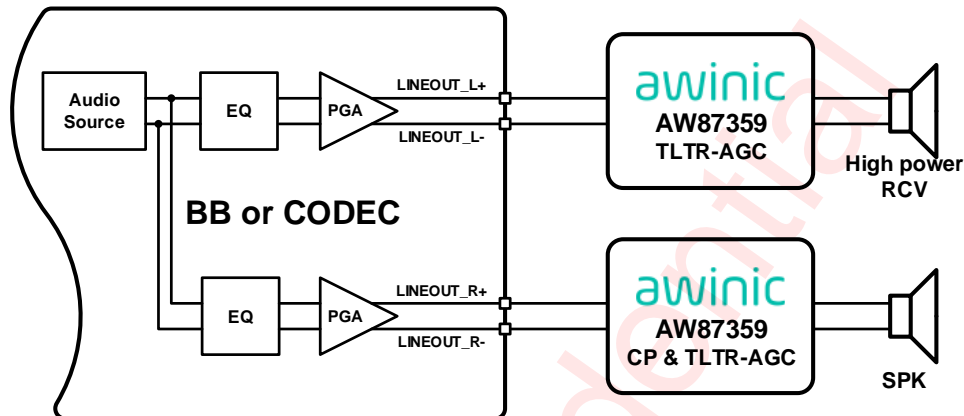 Audio
Source
EQ
PGA
LINEOUT_L+
LINEOUT_L-
awinic
AW87359
TLTR-AGC
High power
RCV
BB or CODEC
EQ
PGA
LINEOUT_R+
LINEOUT_R-
awinic
AW87359
CP & TLTR-AGC
SPK